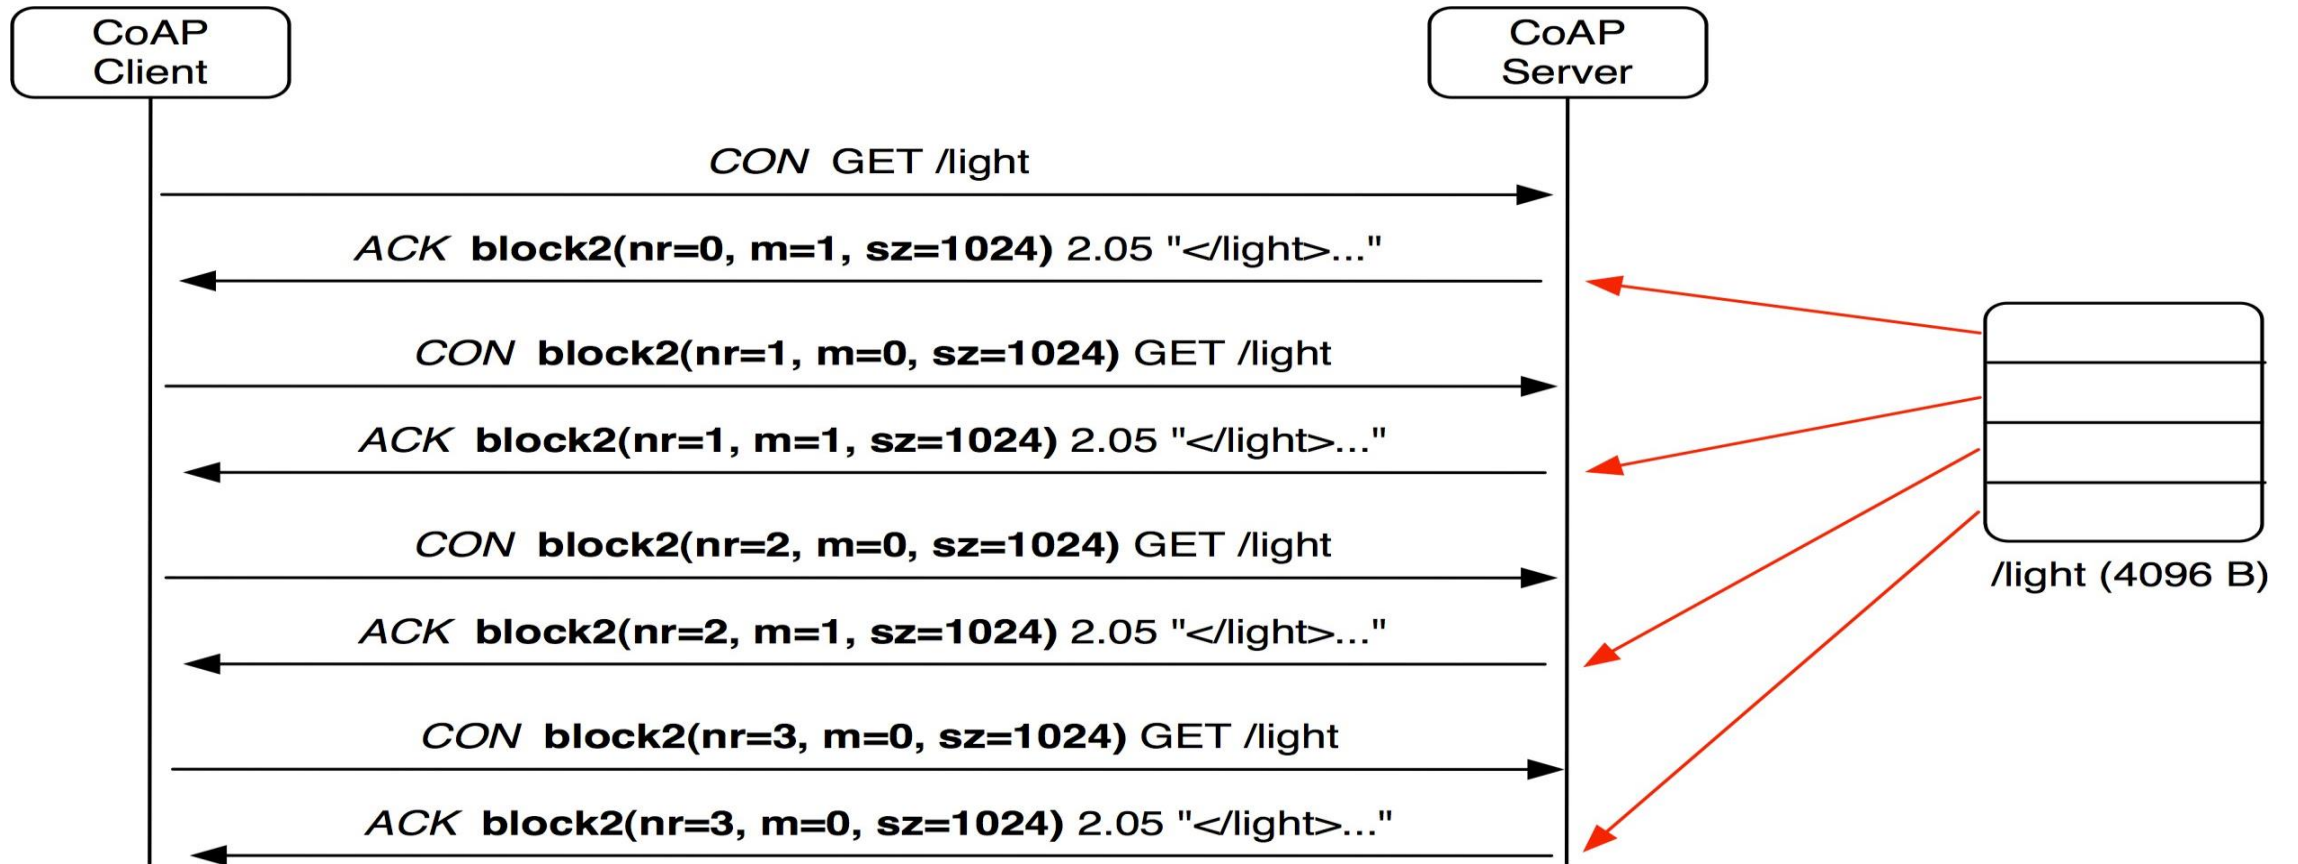 CoAP
Client
CoAP
Server
CON GET /light
ACK block2(nr=0, m=1, sz=1024) 2.05 "</light>..."
CON block2(nr=1, m=0, sz=1024) GET /light
ACK block2(nr=1, m=1, sz=1024) 2.05 "</light>..."
CON block2(nr=2, m=0, sz=1024) GET /light
/light (4096 B)
ACK block2(nr=2, m=1, sz=1024) 2.05 "</light>..."
CON block2(nr=3, m=0, sz=1024) GET /light
ACK block2(nr=3, m=0, sz=1024) 2.05 "</light>..."